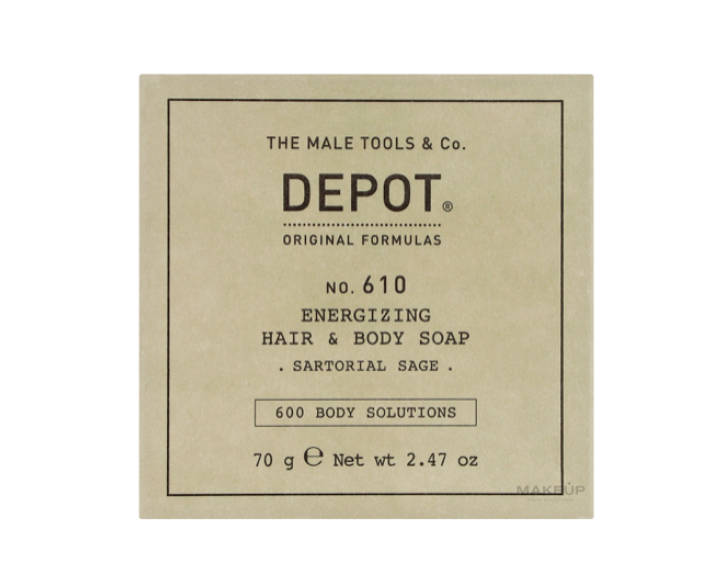 THE MALE TOOLS & Co.
DEPOT®
ORIGINAL FORMULAS
NO. 610
ENERGIZING
HAIR & BODY SOAP
. SARTORIAL SAGE .
600 BODY SOLUTIONS
70 g ℮ Net wt 2.47 oz
MAKEUP